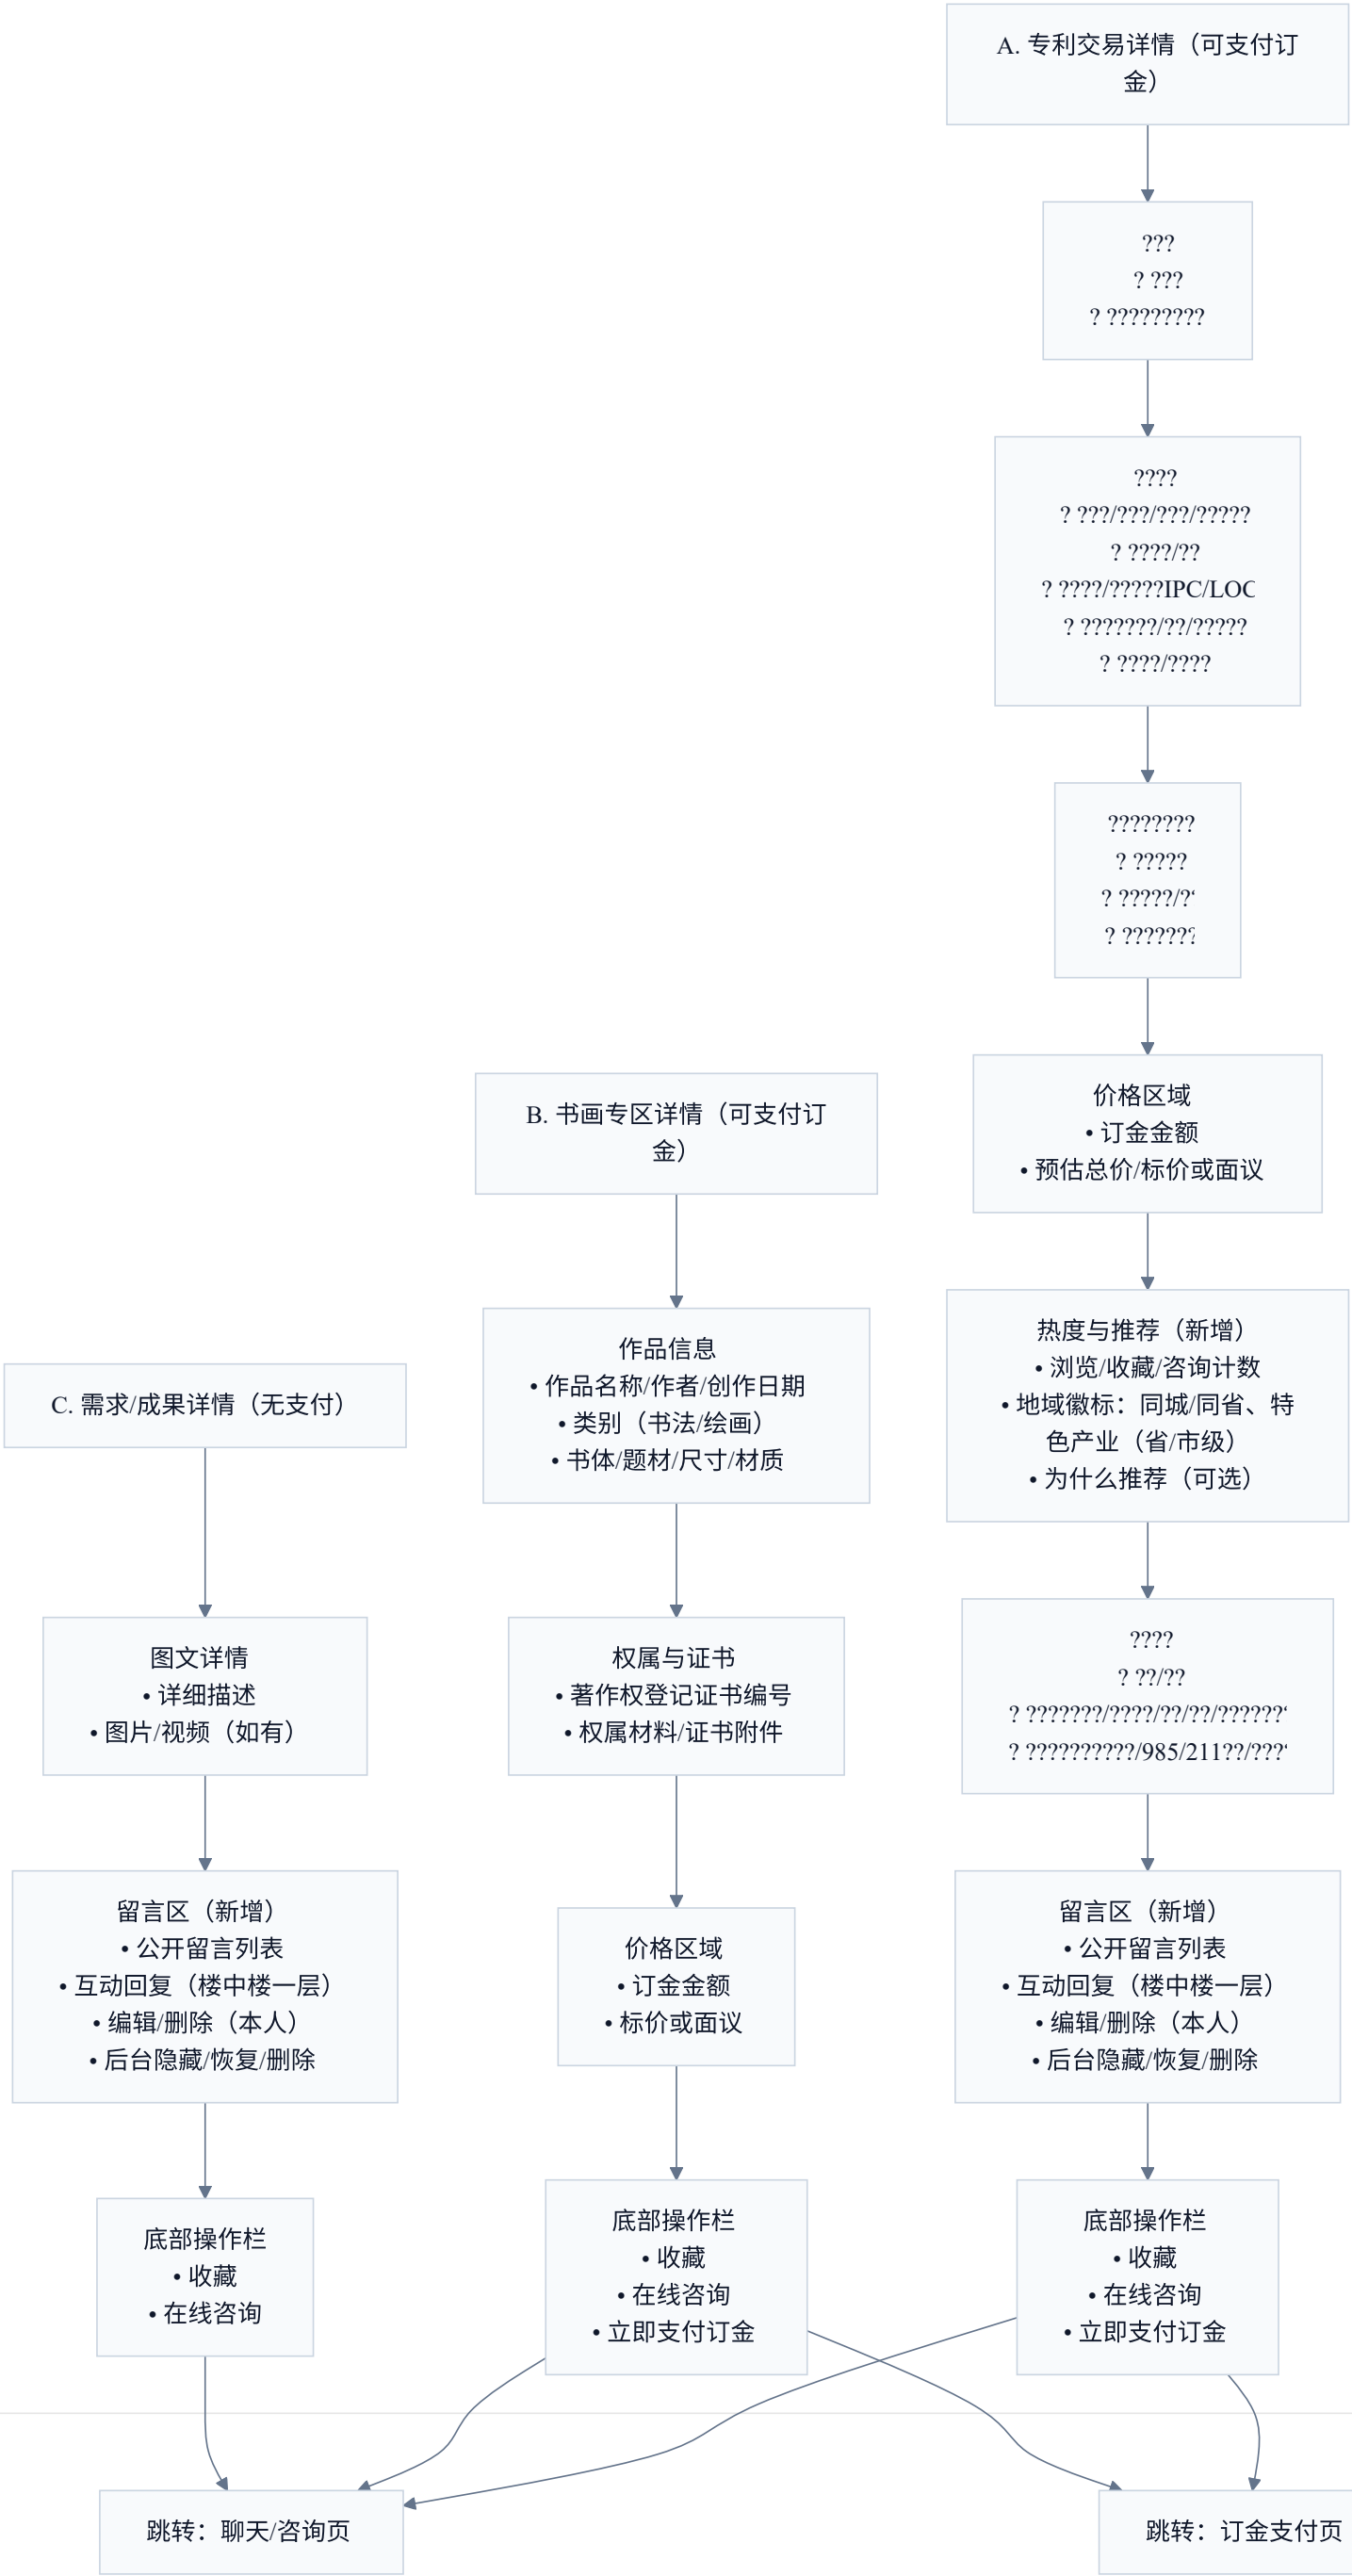 A. 专利交易详情（可支付订
金）
???
? ???
? ?????????
????
? ???/???/???/?????
? ????/??
? ????/?????IPC/LOC
? ???????/??/?????
? ????/????
????????
? ?????
? ?????/??
? ???????
价格区域
• 订金金额
• 预估总价/标价或面议
热度与推荐（新增）
• 浏览/收藏/咨询计数
• 地域徽标：同城/同省、特
色产业（省/市级）
• 为什么推荐（可选）
????
? ??/??
? ???????/????/??/??/???????
? ??????????/985/211??/????
留言区（新增）
• 公开留言列表
• 互动回复（楼中楼一层）
• 编辑/删除（本人）
• 后台隐藏/恢复/删除
底部操作栏
• 收藏
• 在线咨询
• 立即支付订金
B. 书画专区详情（可支付订
金）
作品信息
• 作品名称/作者/创作日期
• 类别（书法/绘画）
• 书体/题材/尺寸/材质
权属与证书
• 著作权登记证书编号
• 权属材料/证书附件
价格区域
• 订金金额
• 标价或面议
底部操作栏
• 收藏
• 在线咨询
• 立即支付订金
C. 需求/成果详情（无支付）
图文详情
• 详细描述
• 图片/视频（如有）
留言区（新增）
• 公开留言列表
• 互动回复（楼中楼一层）
• 编辑/删除（本人）
• 后台隐藏/恢复/删除
底部操作栏
• 收藏
• 在线咨询
跳转：聊天/咨询页
跳转：订金支付页